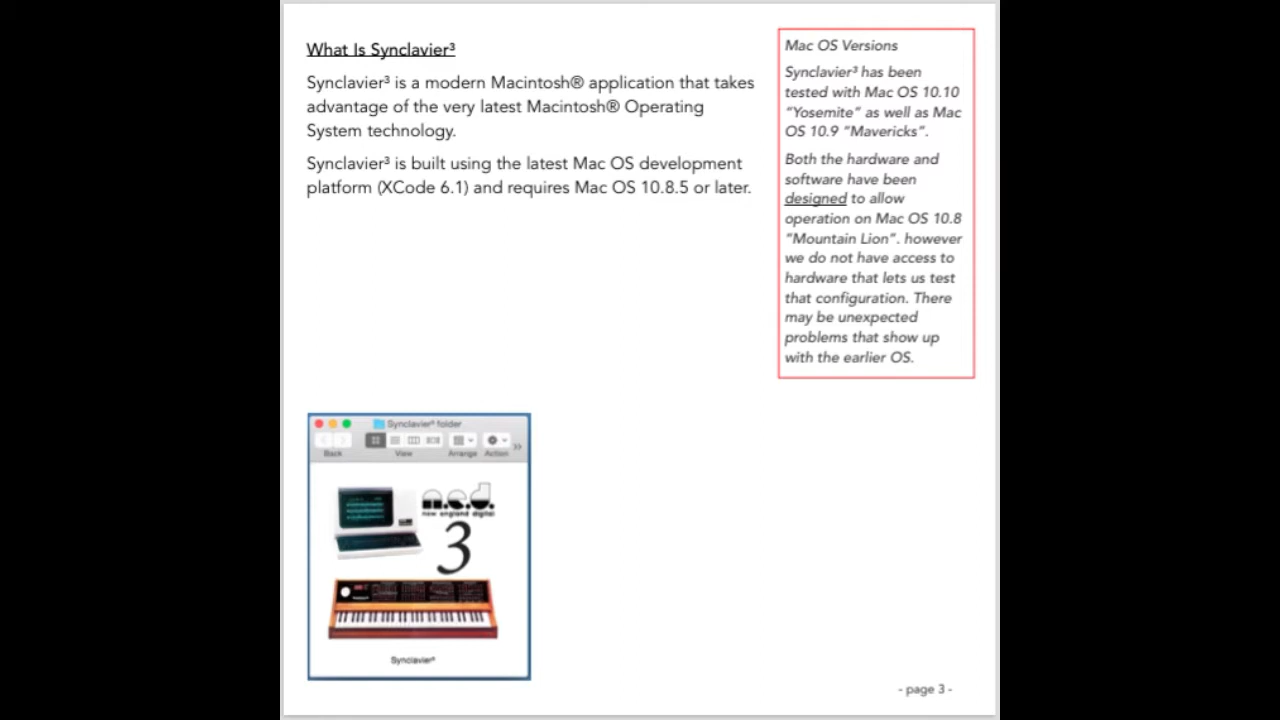 What Is Synclavier³
Synclavier³ is a modern Macintosh® application that takes
advantage of the very latest Macintosh® Operating
System technology.
Synclavier³ is built using the latest Mac OS development
platform (XCode 6.1) and requires Mac OS 10.8.5 or later.
Mac OS Versions
Synclavier³ has been
tested with Mac OS 10.10
“Yosemite” as well as Mac
OS 10.9 “Mavericks”.
Both the hardware and
software have been
designed to allow
operation on Mac OS 10.8
“Mountain Lion”. however
we do not have access to
hardware that lets us test
that configuration. There
may be unexpected
problems that show up
with the earlier OS.
Synclavier³ folder
Back View Arrange Action
n.e.d.
new england digital
3
Synclavier³
- page 3 -